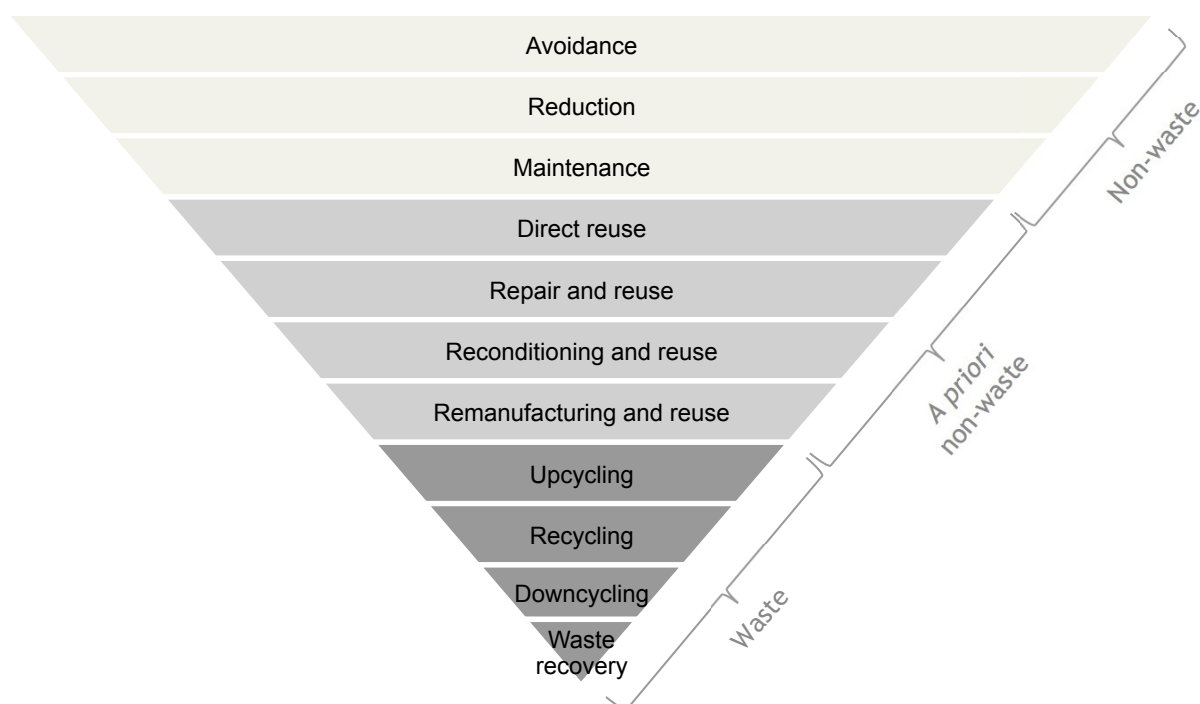 Avoidance
Reduction
Maintenance
Direct reuse
Repair and reuse
Reconditioning and reuse
Remanufacturing and reuse
Upcycling
Recycling
Downcycling
Waste
recovery
Non-waste
A priori
non-waste
Waste